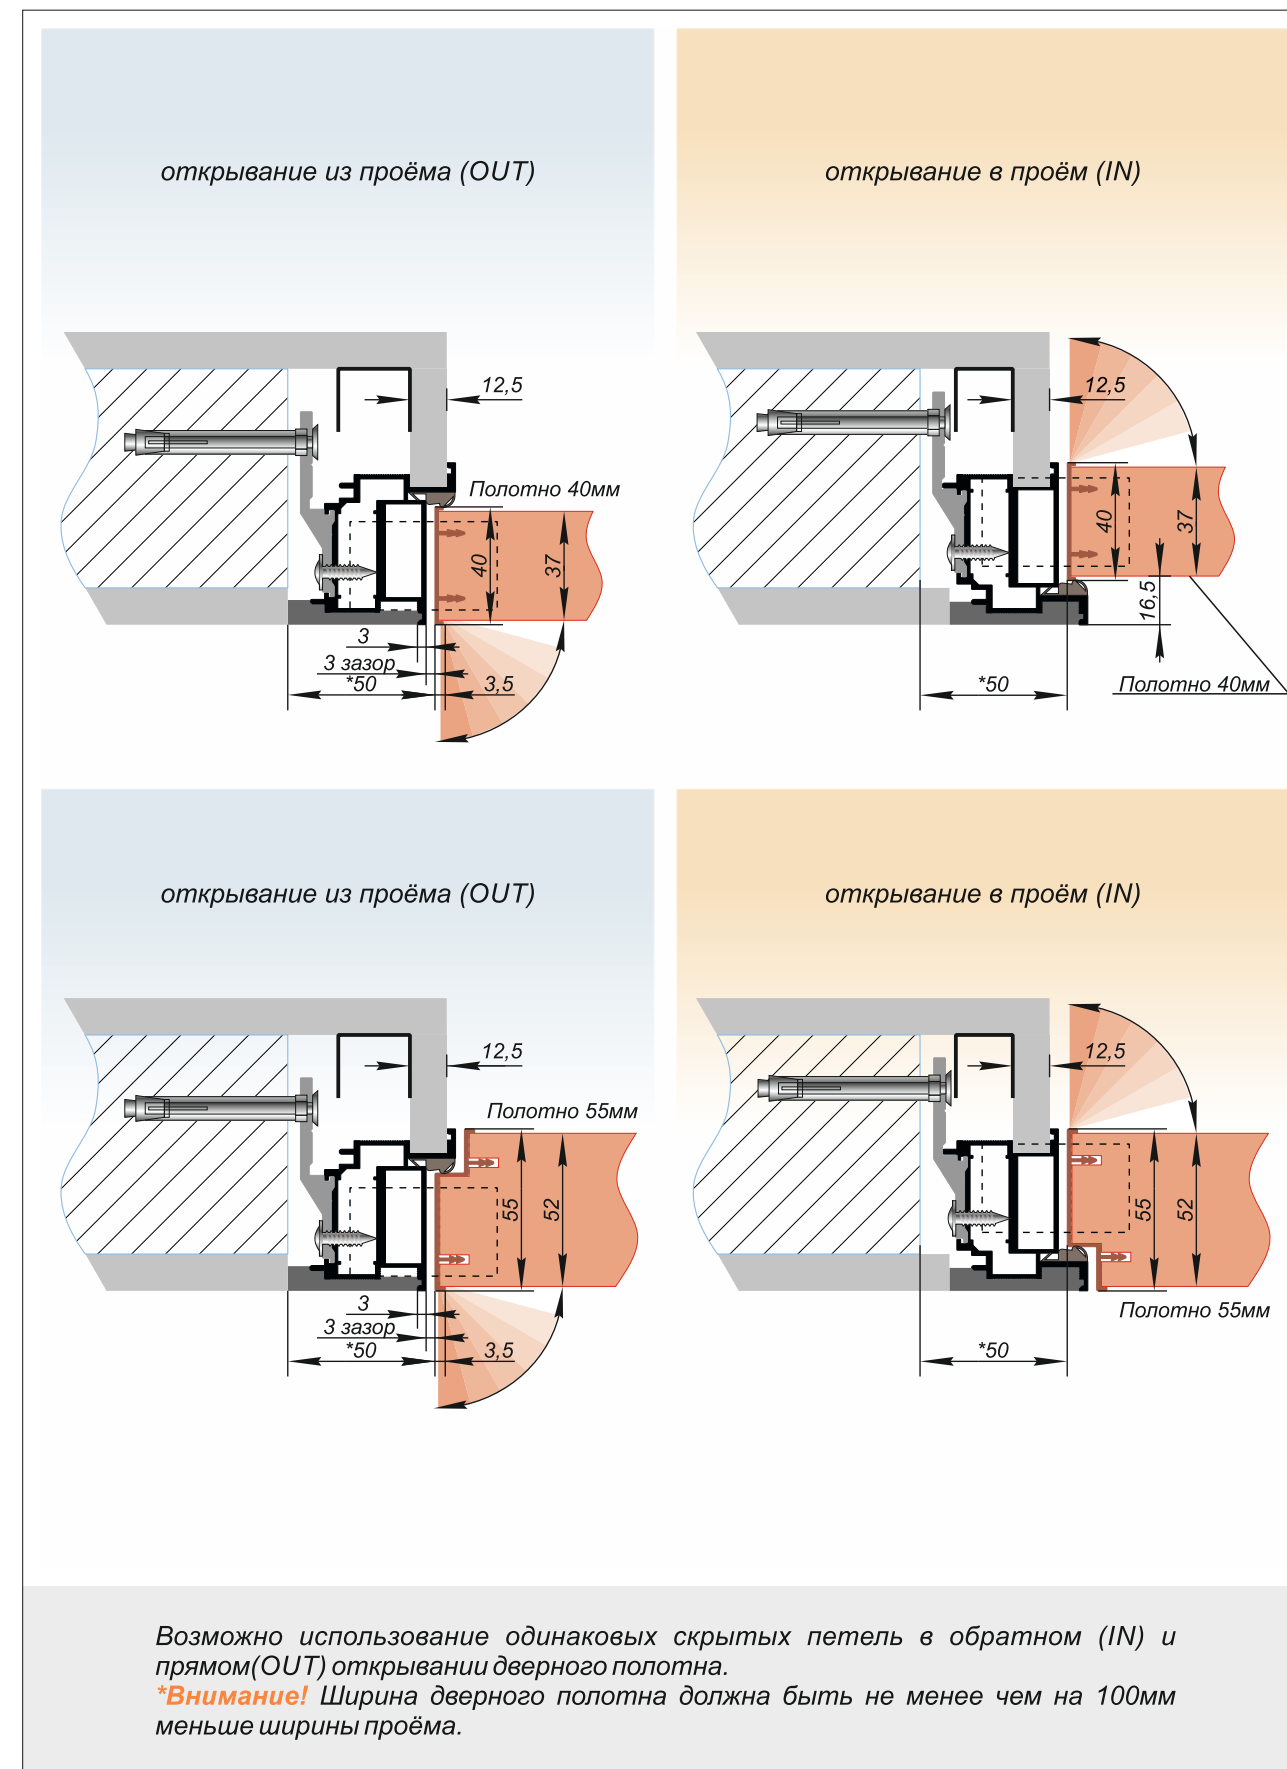 открывание из проёма (OUT)
открывание в проём (IN)
12,5
Полотно 40мм
40
37
3
3 зазор
*50
3,5
12,5
40
37
16,5
*50
Полотно 40мм
открывание из проёма (OUT)
открывание в проём (IN)
12,5
Полотно 55мм
55
52
3
3 зазор
*50
3,5
12,5
55
52
Полотно 55мм
*50
Возможно использование одинаковых скрытых петель в обратном (IN) и
прямом(OUT) открывании дверного полотна.
*Внимание! Ширина дверного полотна должна быть не менее чем на 100мм
меньше ширины проёма.